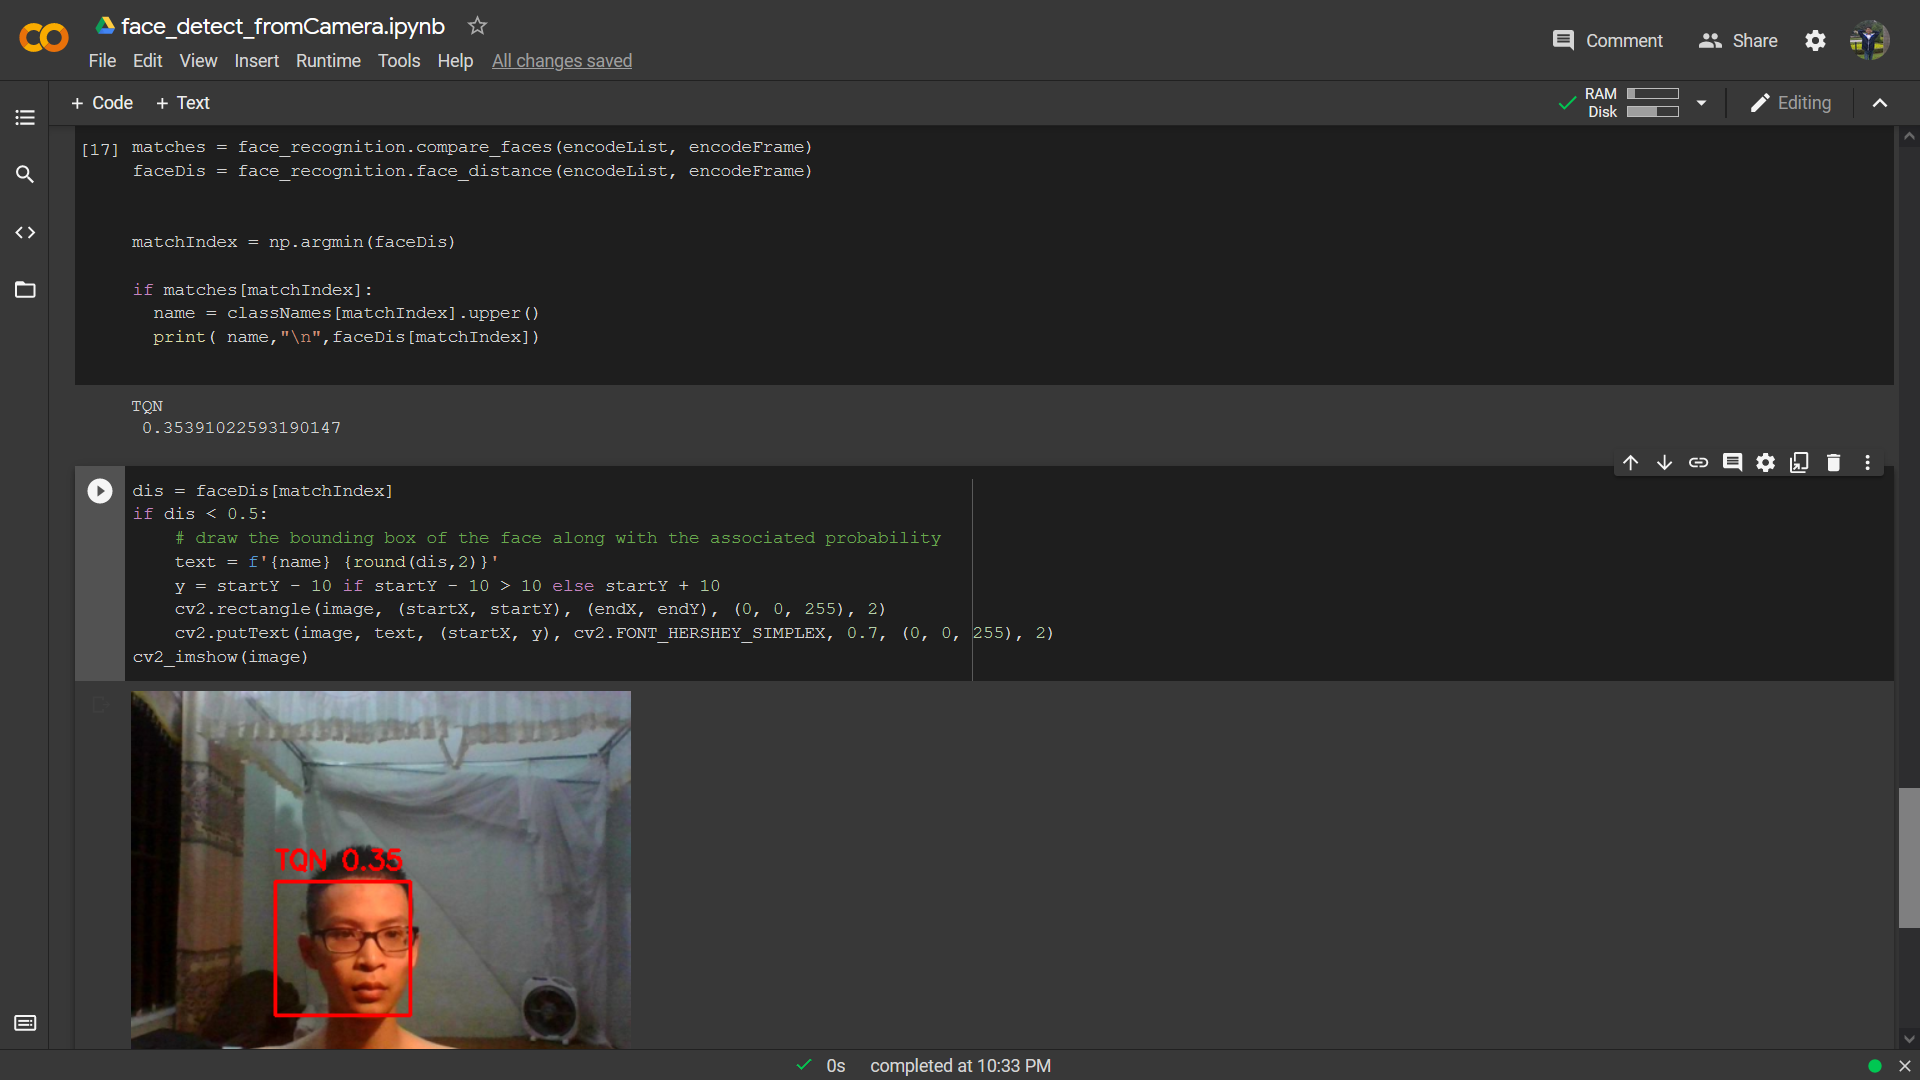 face_detect_fromCamera.ipynb
File Edit View Insert Runtime Tools Help All changes saved
Comment Share
+ Code + Text
RAM
Disk
Editing
[17] matches = face_recognition.compare_faces(encodeList, encodeFrame)
faceDis = face_recognition.face_distance(encodeList, encodeFrame)
matchIndex = np.argmin(faceDis)
if matches[matchIndex]:
  name = classNames[matchIndex].upper()
  print( name,"\n",faceDis[matchIndex])
TQN
 0.35391022593190147
dis = faceDis[matchIndex]
if dis < 0.5:
    # draw the bounding box of the face along with the associated probability
    text = f'{name} {round(dis,2)}'
    y = startY - 10 if startY - 10 > 10 else startY + 10
    cv2.rectangle(image, (startX, startY), (endX, endY), (0, 0, 255), 2)
    cv2.putText(image, text, (startX, y), cv2.FONT_HERSHEY_SIMPLEX, 0.7, (0, 0, 255), 2)
cv2_imshow(image)
TQN 0.35
0s completed at 10:33 PM